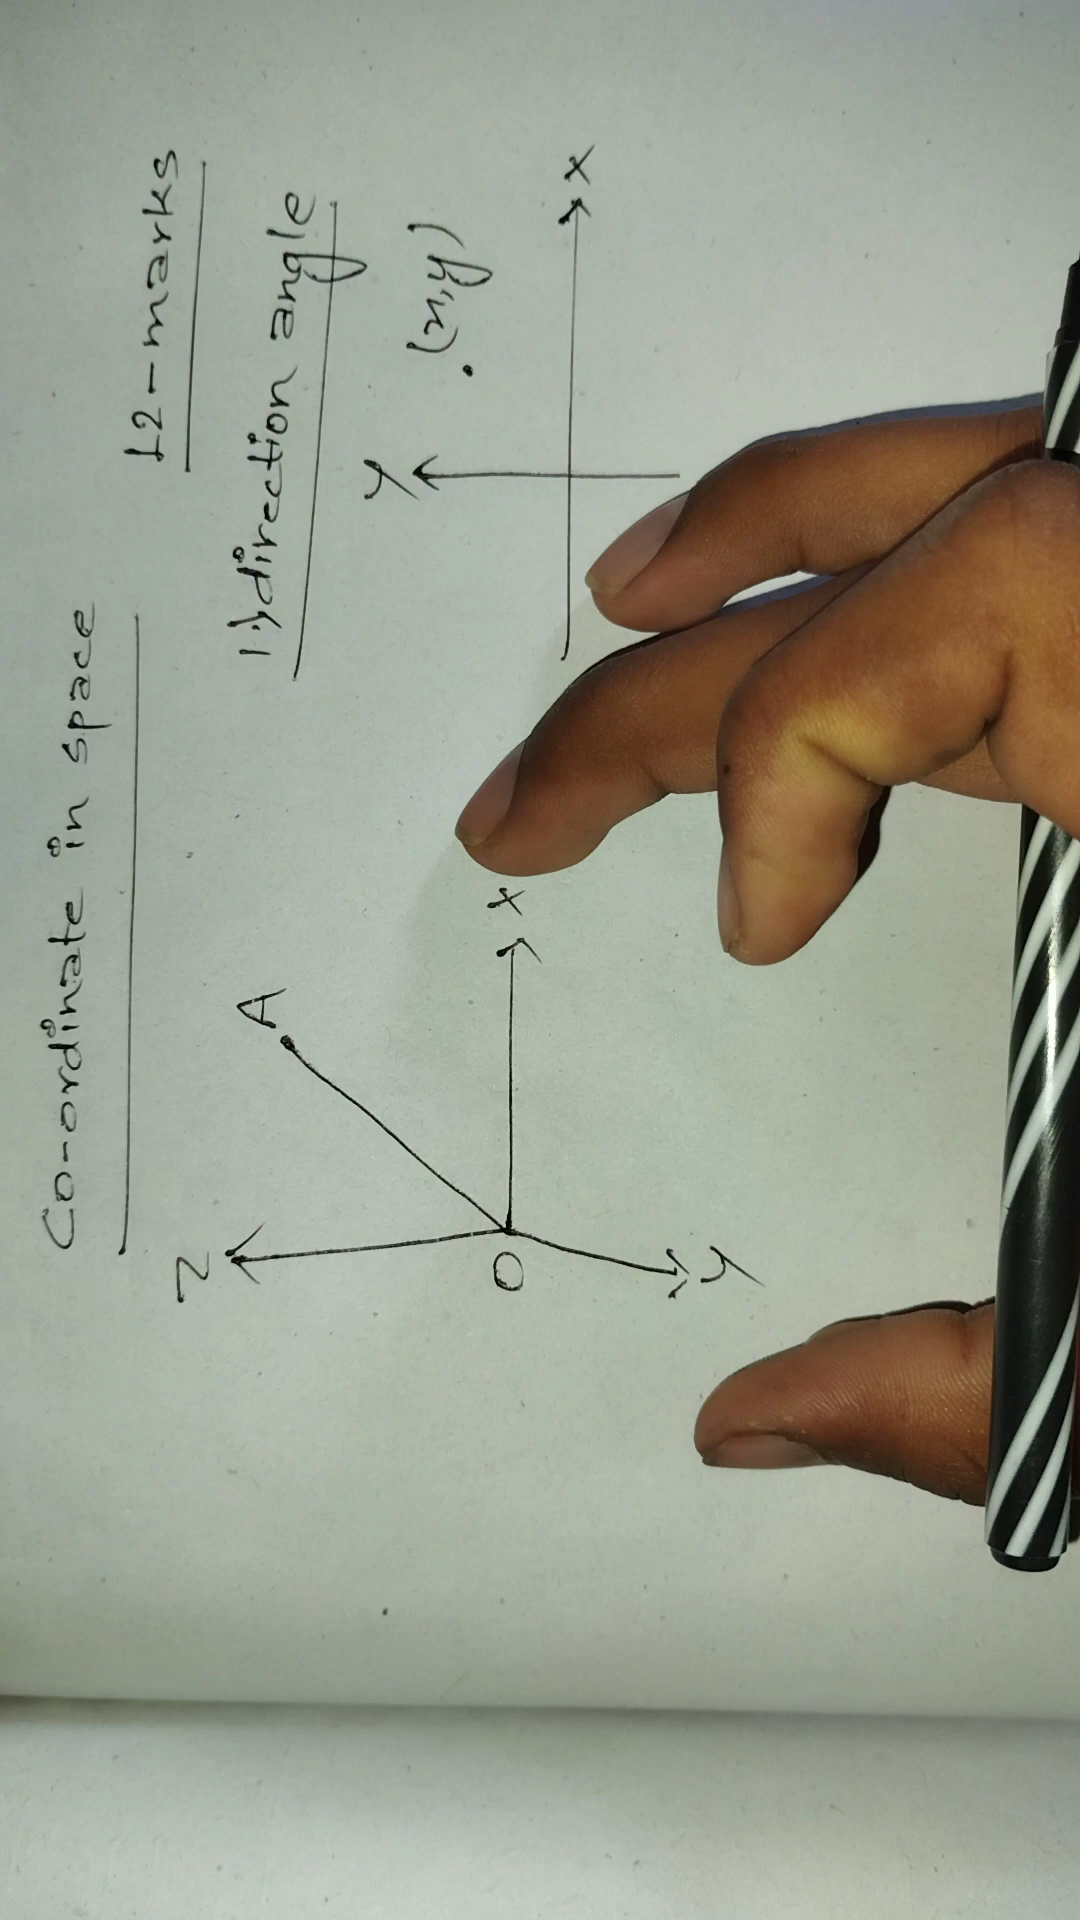 Co-ordinate in space
12-marks
1.) direction angle
Z
A
X
O
Y
Y
(x,y)
X